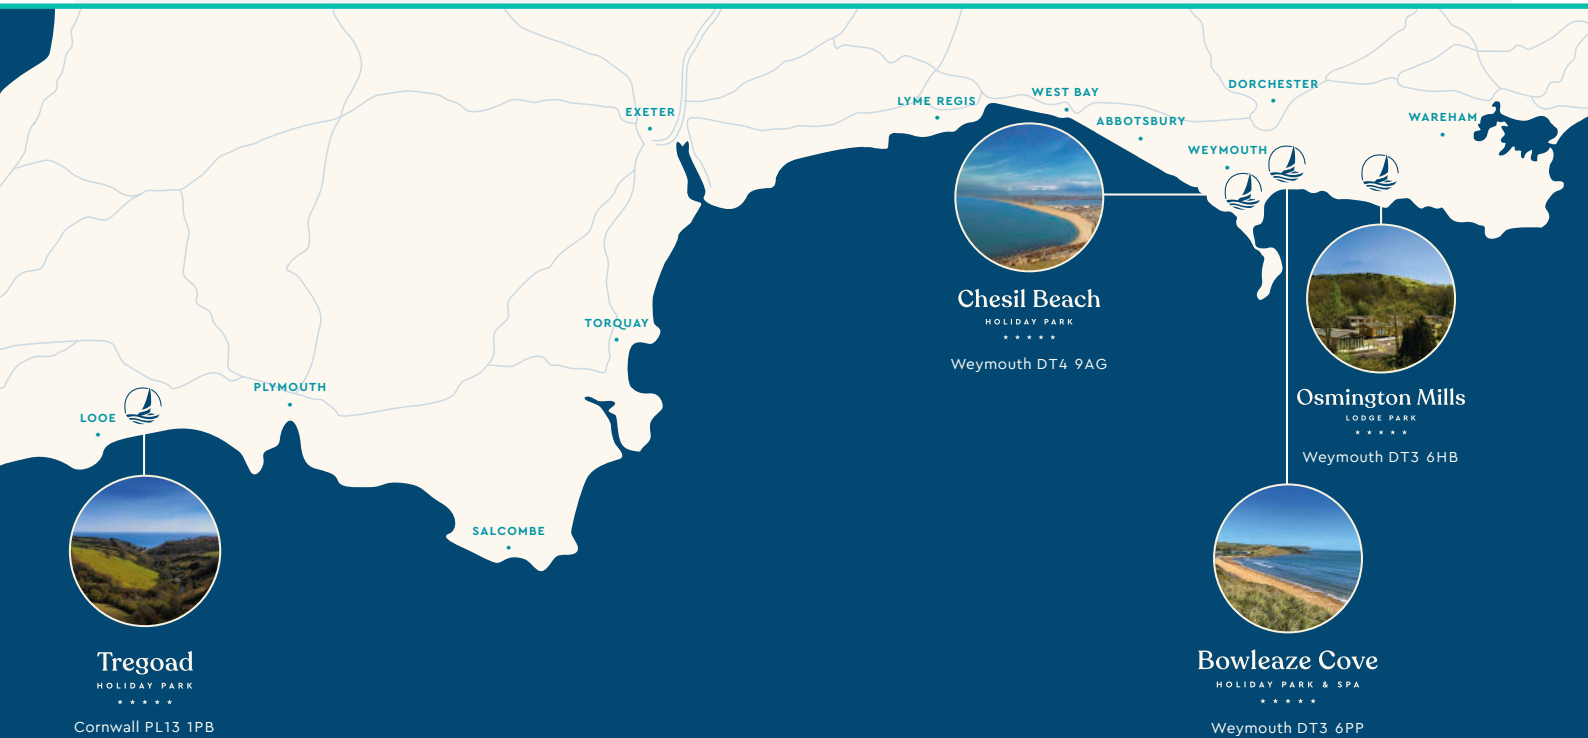 EXETER
LYME REGIS
WEST BAY
ABBOTSBURY
DORCHESTER
WAREHAM
WEYMOUTH
TORQUAY
PLYMOUTH
LOOE
SALCOMBE
Chesil Beach
HOLIDAY PARK
★ ★ ★ ★ ★
Weymouth DT4 9AG
Osmington Mills
LODGE PARK
★ ★ ★ ★ ★
Weymouth DT3 6HB
Tregoad
HOLIDAY PARK
★ ★ ★ ★ ★
Cornwall PL13 1PB
Bowleaze Cove
HOLIDAY PARK & SPA
★ ★ ★ ★ ★
Weymouth DT3 6PP